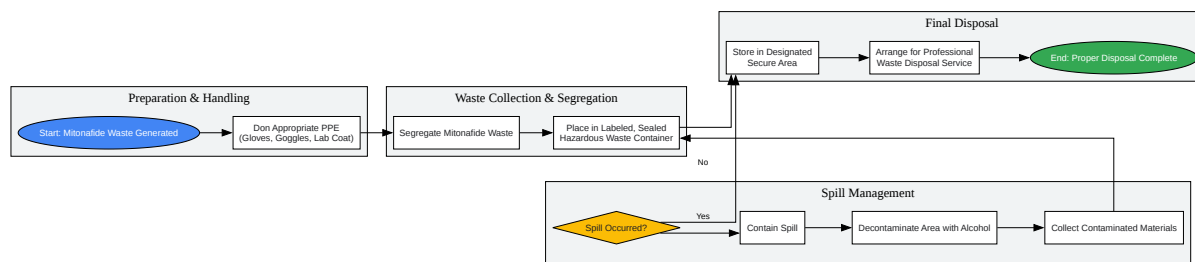 Final Disposal
Store in Designated
Secure Area
Arrange for Professional
Waste Disposal Service
End: Proper Disposal Complete
Preparation & Handling
Start: Mitonafide Waste Generated
Don Appropriate PPE
(Gloves, Goggles, Lab Coat)
Waste Collection & Segregation
Segregate Mitonafide Waste
Place in Labeled, Sealed
Hazardous Waste Container
No
Spill Management
Spill Occurred?
Yes
Contain Spill
Decontaminate Area with Alcohol
Collect Contaminated Materials